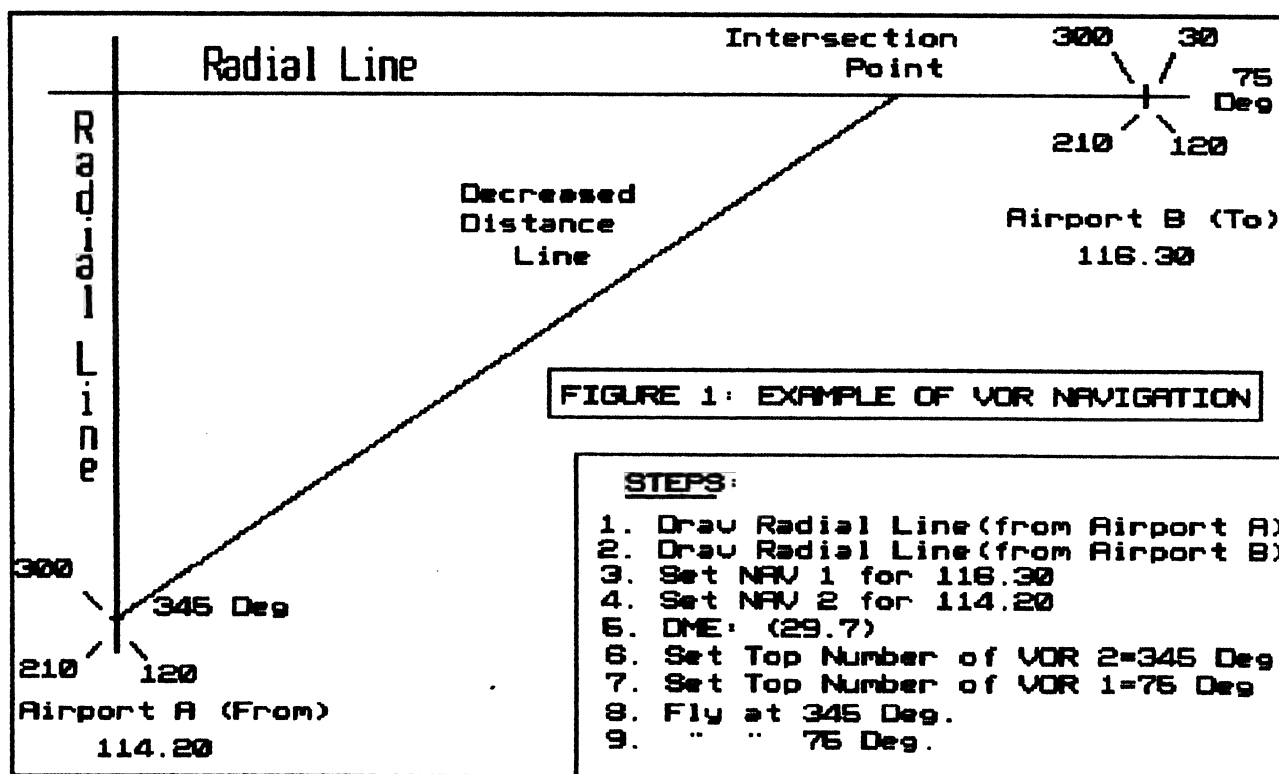 Radial Line
Intersection
Point
300 30
75
Deg
210 120
Radial Line
Decreased
Distance
Line
Airport B (To)
116.30
FIGURE 1: EXAMPLE OF VOR NAVIGATION
300
345 Deg
210 120
Airport A (From)
114.20
STEPS:
1. Draw Radial Line(from Airport A)
2. Draw Radial Line(from Airport B)
3. Set NAV 1 for 116.30
4. Set NAV 2 for 114.20
5. DME: (29.7)
6. Set Top Number of VOR 2=345 Deg
7. Set Top Number of VOR 1=75 Deg
8. Fly at 345 Deg.
9. " " 75 Deg.